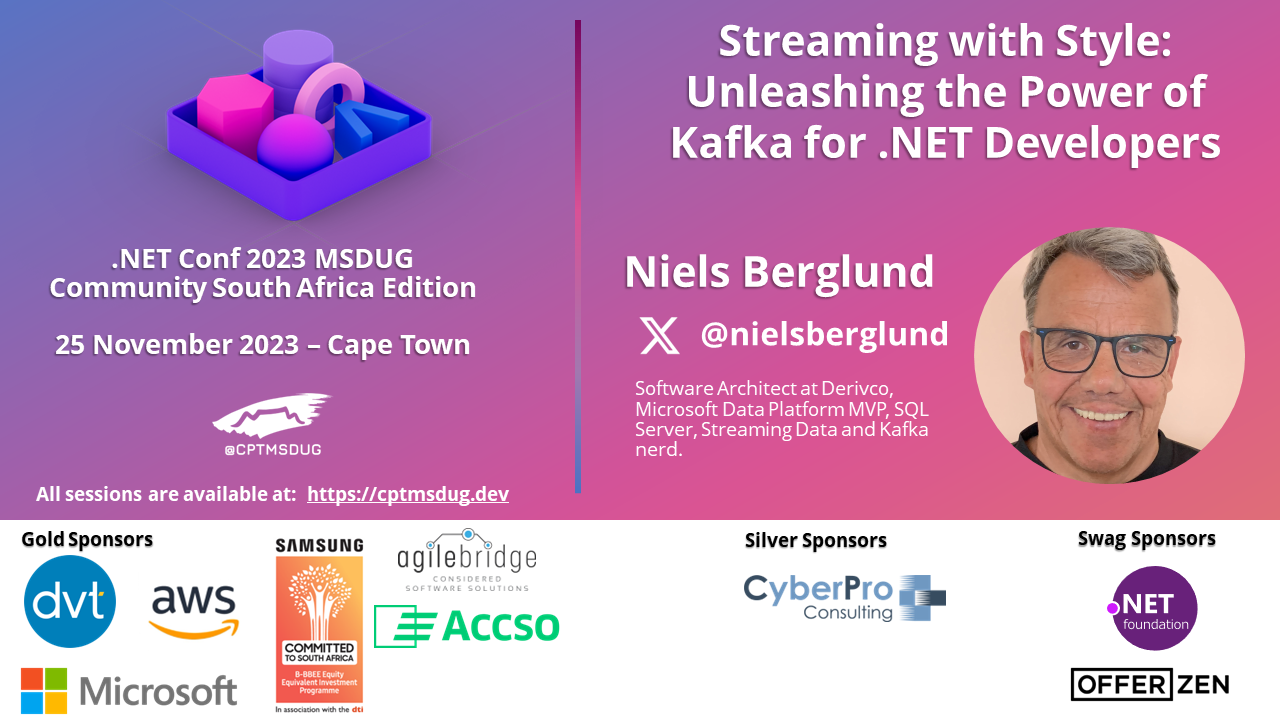 Streaming with Style:
Unleashing the Power of
Kafka for .NET Developers
.NET Conf 2023 MSDUG
Community South Africa Edition
25 November 2023 – Cape Town
@CPTMSDUG
All sessions are available at: https://cptmsdug.dev
Niels Berglund
X @nielsberglund
Software Architect at Derivco,
Microsoft Data Platform MVP, SQL
Server, Streaming Data and Kafka
nerd.
Gold Sponsors
dvt
aws
Microsoft
SAMSUNG
COMMITTED
TO SOUTH AFRICA
B-BBEE Equity
Equivalent Investment
Programme
In association with the dti
agilebridge
CONSIDERED
SOFTWARE SOLUTIONS
Accso
Silver Sponsors
CyberPro
Consulting
Swag Sponsors
.NET
foundation
OFFERZEN